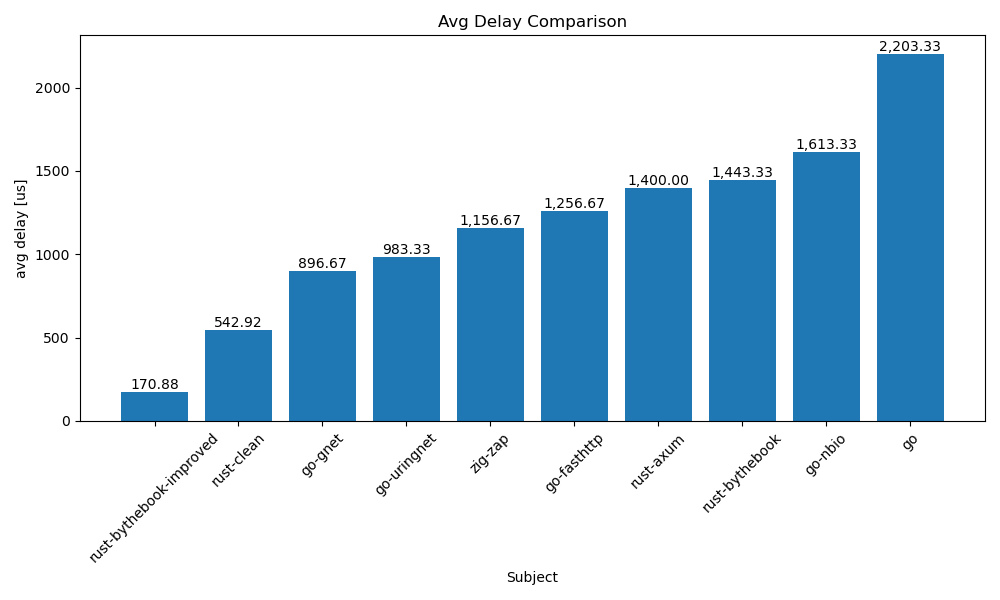 Avg Delay Comparison
avg delay [us]
2000
1500
1000
500
0
170.88
542.92
896.67
983.33
1,156.67
1,256.67
1,400.00
1,443.33
1,613.33
2,203.33
rust-bythebook-improved
rust-clean
go-gnet
go-uringnet
zig-zap
go-fasthttp
rust-axum
rust-bythebook
go-nbio
go
Subject